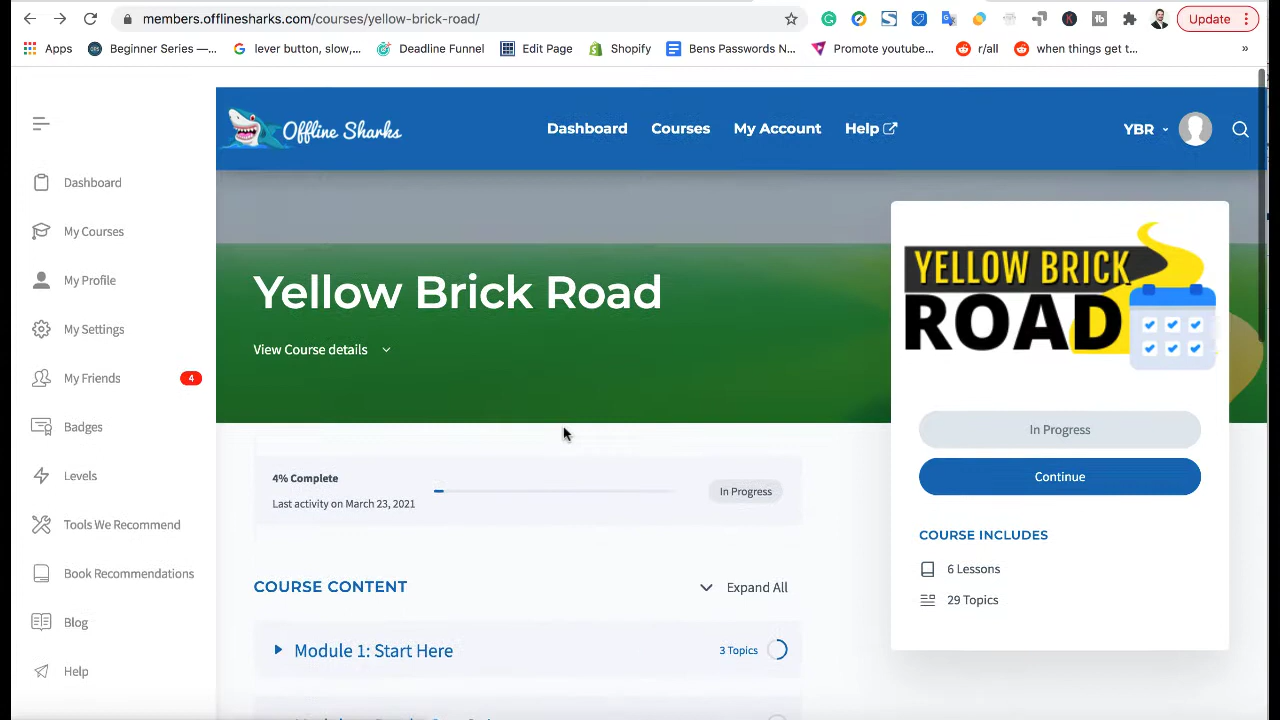 members.offlinesharks.com/courses/yellow-brick-road/
Update
Apps
Beginner Series —...
lever button, slow,...
Deadline Funnel
Edit Page
Shopify
Bens Passwords N...
Promote youtube...
r/all
when things get t...
»
Offline Sharks
Dashboard
Courses
My Account
Help
YBR
Dashboard
My Courses
My Profile
My Settings
My Friends
4
Badges
Levels
Tools We Recommend
Book Recommendations
Blog
Help
Yellow Brick Road
View Course details
4% Complete
Last activity on March 23, 2021
In Progress
COURSE CONTENT
Expand All
Module 1: Start Here
3 Topics
YELLOW BRICK
ROAD
In Progress
Continue
COURSE INCLUDES
6 Lessons
29 Topics